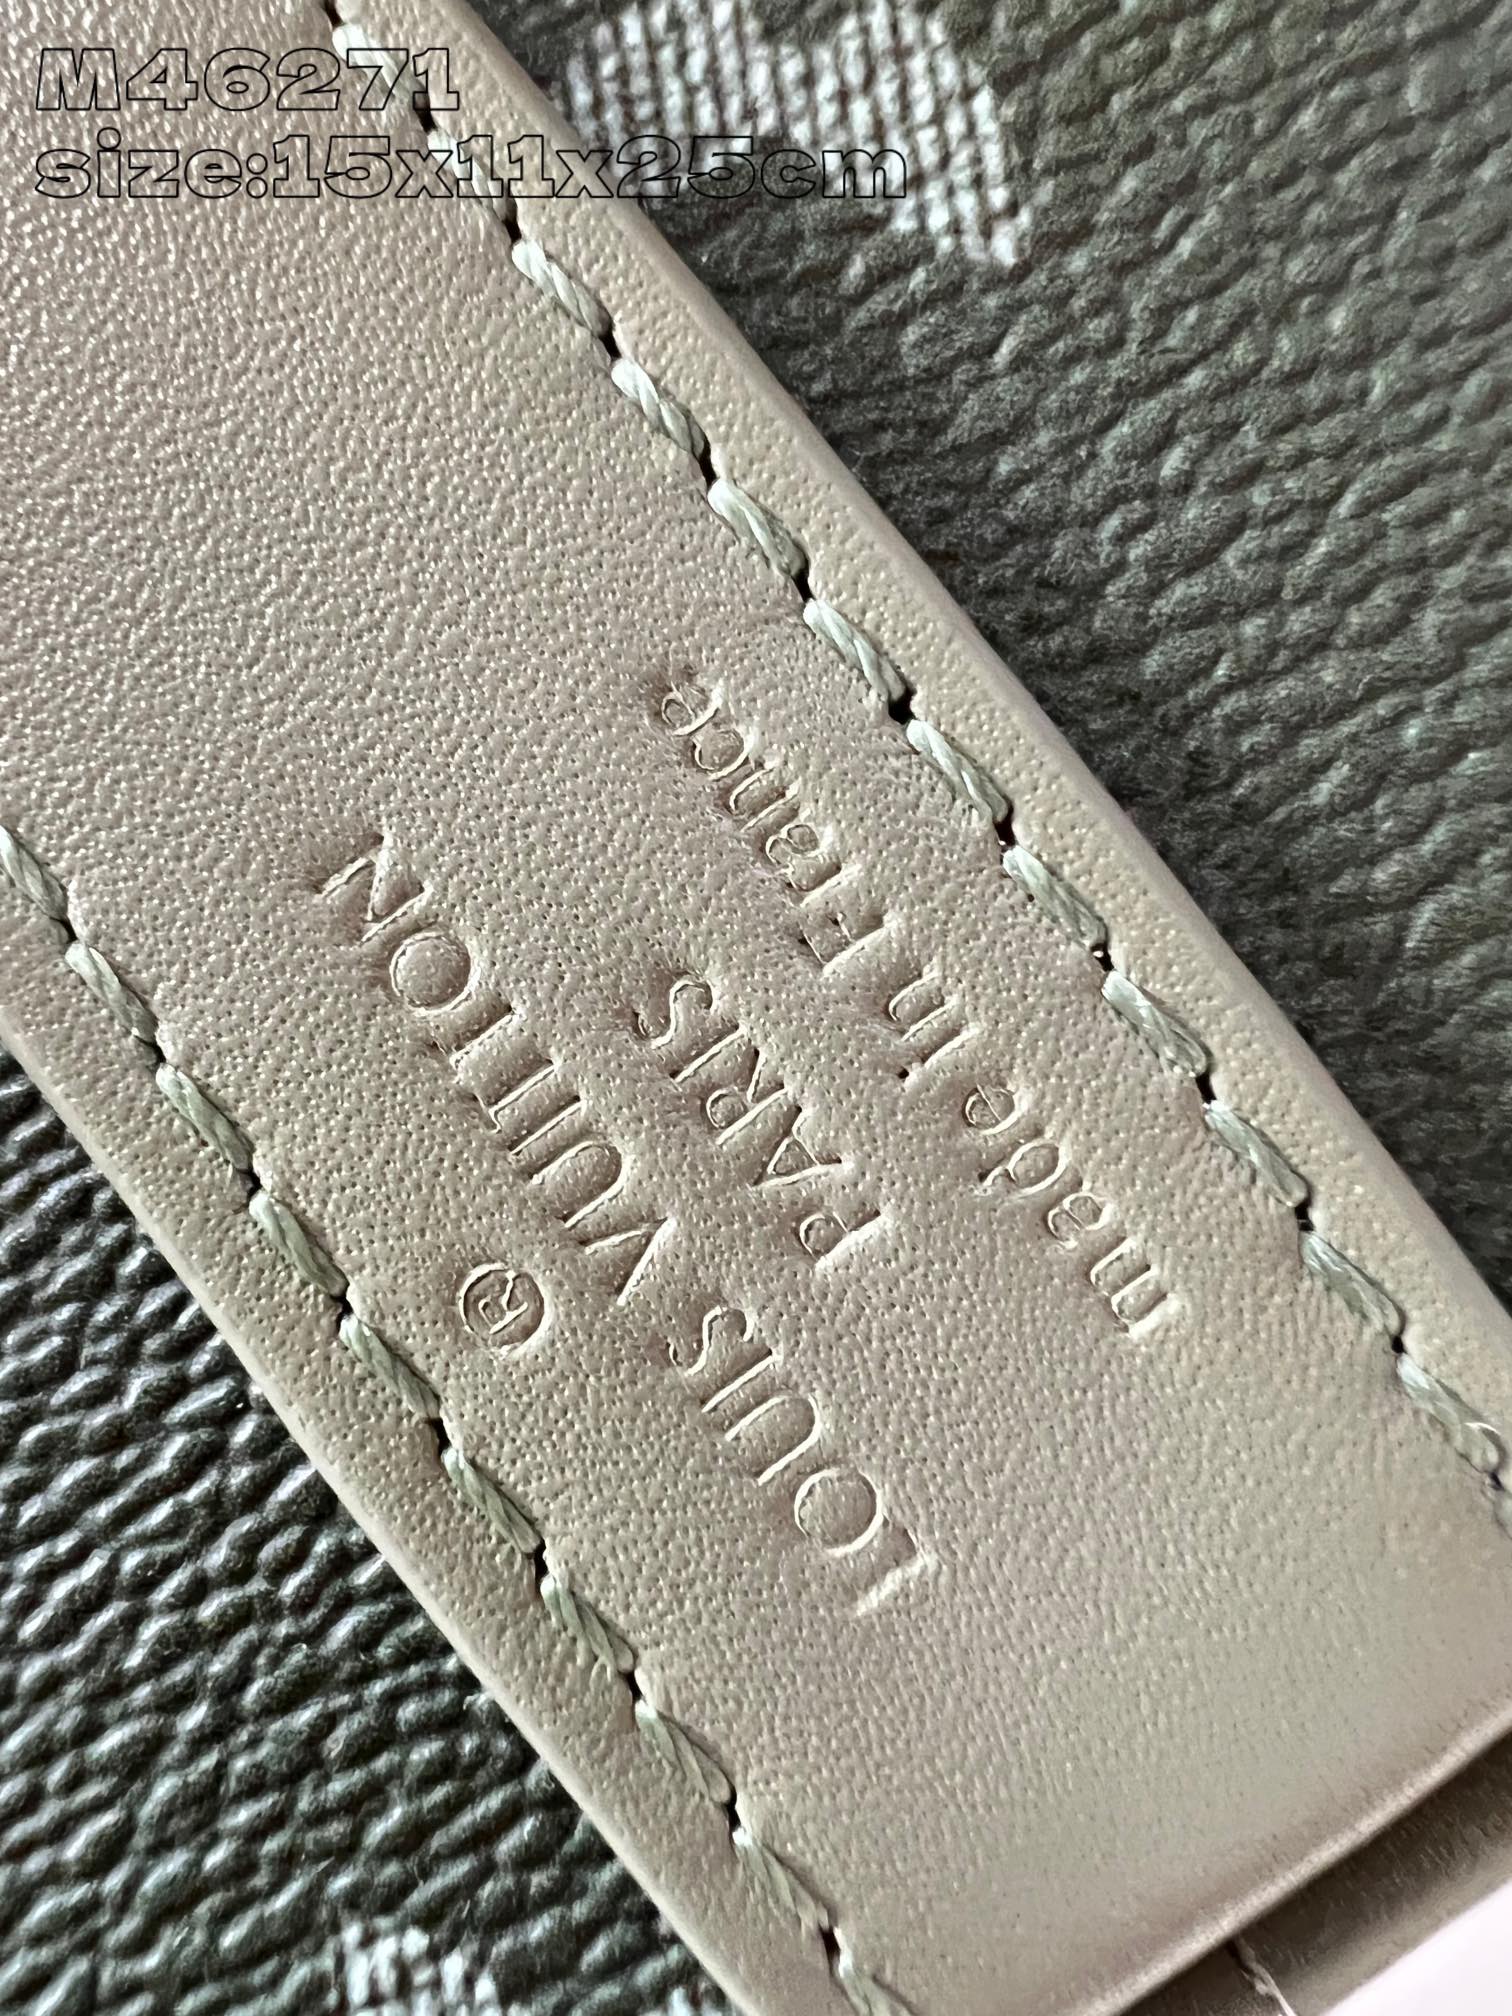 M46271
size:15x11x25cm
®
LOUIS VUITTON
PARIS
made in France